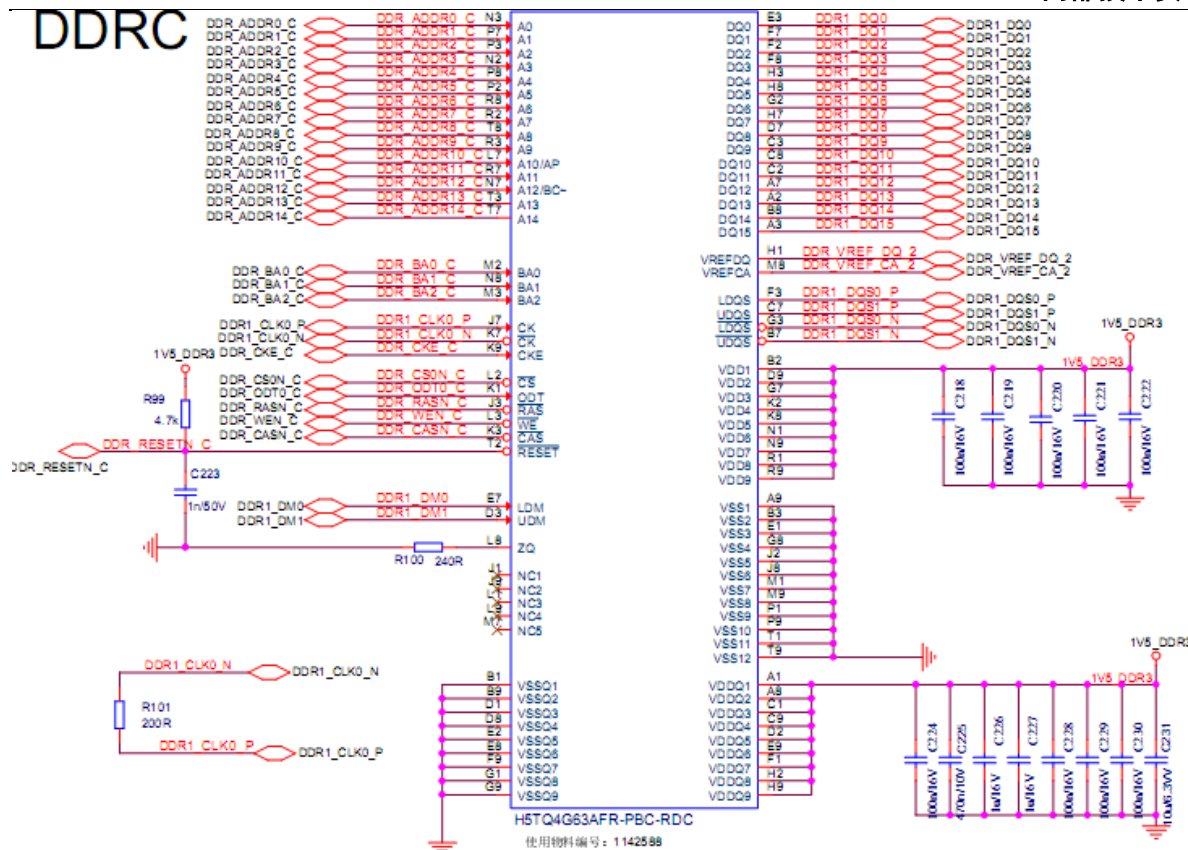 DDRC
DDR_ADDR0_C DDR_ADDR0_C N3 A0
DDR_ADDR1_C DDR_ADDR1_C P7 A1
DDR_ADDR2_C DDR_ADDR2_C P3 A2
DDR_ADDR3_C DDR_ADDR3_C N2 A3
DDR_ADDR4_C DDR_ADDR4_C P8 A4
DDR_ADDR5_C DDR_ADDR5_C P2 A5
DDR_ADDR6_C DDR_ADDR6_C R8 A6
DDR_ADDR7_C DDR_ADDR7_C R2 A7
DDR_ADDR8_C DDR_ADDR8_C T8 A8
DDR_ADDR9_C DDR_ADDR9_C R3 A9
DDR_ADDR10_C DDR_ADDR10_C L7 A10/AP
DDR_ADDR11_C DDR_ADDR11_C R7 A11
DDR_ADDR12_C DDR_ADDR12_C N7 A12/BC~
DDR_ADDR13_C DDR_ADDR13_C T3 A13
DDR_ADDR14_C DDR_ADDR14_C T7 A14
DDR_BA0_C DDR_BA0_C M2 BA0
DDR_BA1_C DDR_BA1_C N8 BA1
DDR_BA2_C DDR_BA2_C M3 BA2
DDR1_CLK0_P DDR1_CLK0_P J7 CK
DDR1_CLK0_N DDR1_CLK0_N K7 CK
DDR_CKE_C DDR_CKE_C K9 CKE
1V5_DDR3
R99
4.7k
DDR_CS0N_C DDR_CS0N_C L2 CS
DDR_ODT0_C DDR_ODT0_C K1 ODT
DDR_RASN_C DDR_RASN_C J3 RAS
DDR_WEN_C DDR_WEN_C L3 WE
DDR_CASN_C DDR_CASN_C K3 CAS
DDR_RESETN_C DDR_RESETN_C T2 RESET
C223
1n/50V
DDR1_DM0 DDR1_DM0 E7 LDM
DDR1_DM1 DDR1_DM1 D3 UDM
R100 240R L8 ZQ
J1 NC1
J9 NC2
L1 NC3
L9 NC4
M7 NC5
DDR1_CLK0_N DDR1_CLK0_N
R101
200R
DDR1_CLK0_P DDR1_CLK0_P
B1 VSSQ1
B9 VSSQ2
D1 VSSQ3
D8 VSSQ4
E2 VSSQ5
E8 VSSQ6
F9 VSSQ7
G1 VSSQ8
G9 VSSQ9
DQ0 E3 DDR1_DQ0 DDR1_DQ0
DQ1 F7 DDR1_DQ1 DDR1_DQ1
DQ2 F2 DDR1_DQ2 DDR1_DQ2
DQ3 F8 DDR1_DQ3 DDR1_DQ3
DQ4 H3 DDR1_DQ4 DDR1_DQ4
DQ5 H8 DDR1_DQ5 DDR1_DQ5
DQ6 G2 DDR1_DQ6 DDR1_DQ6
DQ7 H7 DDR1_DQ7 DDR1_DQ7
DQ8 D7 DDR1_DQ8 DDR1_DQ8
DQ9 C3 DDR1_DQ9 DDR1_DQ9
DQ10 C8 DDR1_DQ10 DDR1_DQ10
DQ11 C2 DDR1_DQ11 DDR1_DQ11
DQ12 A7 DDR1_DQ12 DDR1_DQ12
DQ13 A2 DDR1_DQ13 DDR1_DQ13
DQ14 B8 DDR1_DQ14 DDR1_DQ14
DQ15 A3 DDR1_DQ15 DDR1_DQ15
VREFDQ H1 DDR_VREF_DQ_2 DDR_VREF_DQ_2
VREFCA M8 DDR_VREF_CA_2 DDR_VREF_CA_2
LDQS F3 DDR1_DQS0_P DDR1_DQS0_P
UDQS C7 DDR1_DQS1_P DDR1_DQS1_P
LDQS G3 DDR1_DQS0_N DDR1_DQS0_N
UDQS B7 DDR1_DQS1_N DDR1_DQS1_N
1V5_DDR3
VDD1 B2 1V5_DDR3
VDD2 D9
VDD3 G7
VDD4 K2
VDD5 K8
VDD6 N1
VDD7 N9
VDD8 R1
VDD9 R9
C218 100n/16V
C219 100n/16V
C220 100n/16V
C221 100n/16V
C222 100n/16V
VSS1 A9
VSS2 B3
VSS3 E1
VSS4 G8
VSS5 J2
VSS6 J8
VSS7 M1
VSS8 M9
VSS9 P1
VSS10 P9
VSS11 T1
VSS12 T9
1V5_DDR3
VDDQ1 A1 1V5_DDR3
VDDQ2 A8
VDDQ3 C1
VDDQ4 C9
VDDQ5 D2
VDDQ6 E9
VDDQ7 F1
VDDQ8 H2
VDDQ9 H9
C224 100n/16V
C225 470n/10V
C226 1u/16V
C227 1u/16V
C228 100n/16V
C229 100n/16V
C230 100n/16V
C231 10u/6.3V
H5TQ4G63AFR-PBC-RDC
使用物料编号：1142588